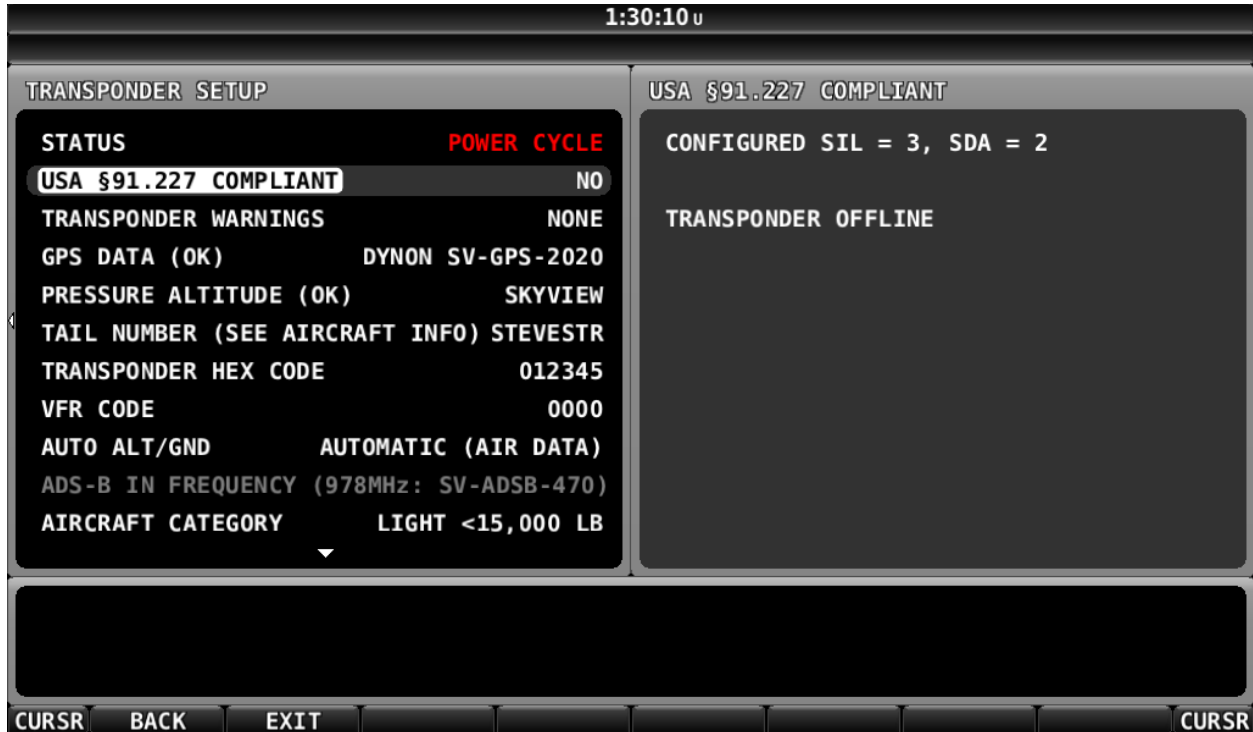 1:30:10 U
TRANSPONDER SETUP
STATUS POWER CYCLE
USA §91.227 COMPLIANT NO
TRANSPONDER WARNINGS NONE
GPS DATA (OK) DYNON SV-GPS-2020
PRESSURE ALTITUDE (OK) SKYVIEW
TAIL NUMBER (SEE AIRCRAFT INFO) STEVESTR
TRANSPONDER HEX CODE 012345
VFR CODE 0000
AUTO ALT/GND AUTOMATIC (AIR DATA)
ADS-B IN FREQUENCY (978MHz: SV-ADSB-470)
AIRCRAFT CATEGORY LIGHT <15,000 LB
USA §91.227 COMPLIANT
CONFIGURED SIL = 3, SDA = 2
TRANSPONDER OFFLINE
CURSR BACK EXIT CURSR